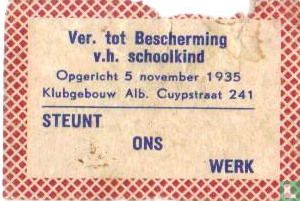 Ver. tot Bescherming
v.h. schoolkind
Opgericht 5 november 1935
Klubgebouw Alb. Cuypstraat 241
STEUNT
ONS
WERK